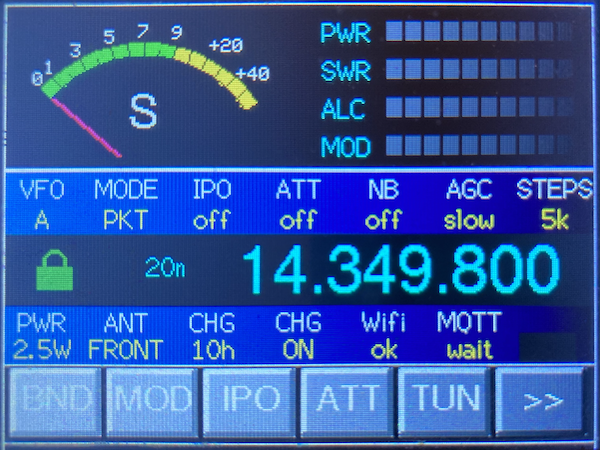 0 1 3 5 7 9 +20 +40
S
PWR
SWR
ALC
MOD
VFO MODE IPO ATT NB AGC STEPS
A PKT off off off slow 5k
20m 14.349.800
PWR ANT CHG CHG Wifi MQTT
2.5W FRONT 10h ON ok wait
BND MOD IPO ATT TUN >>